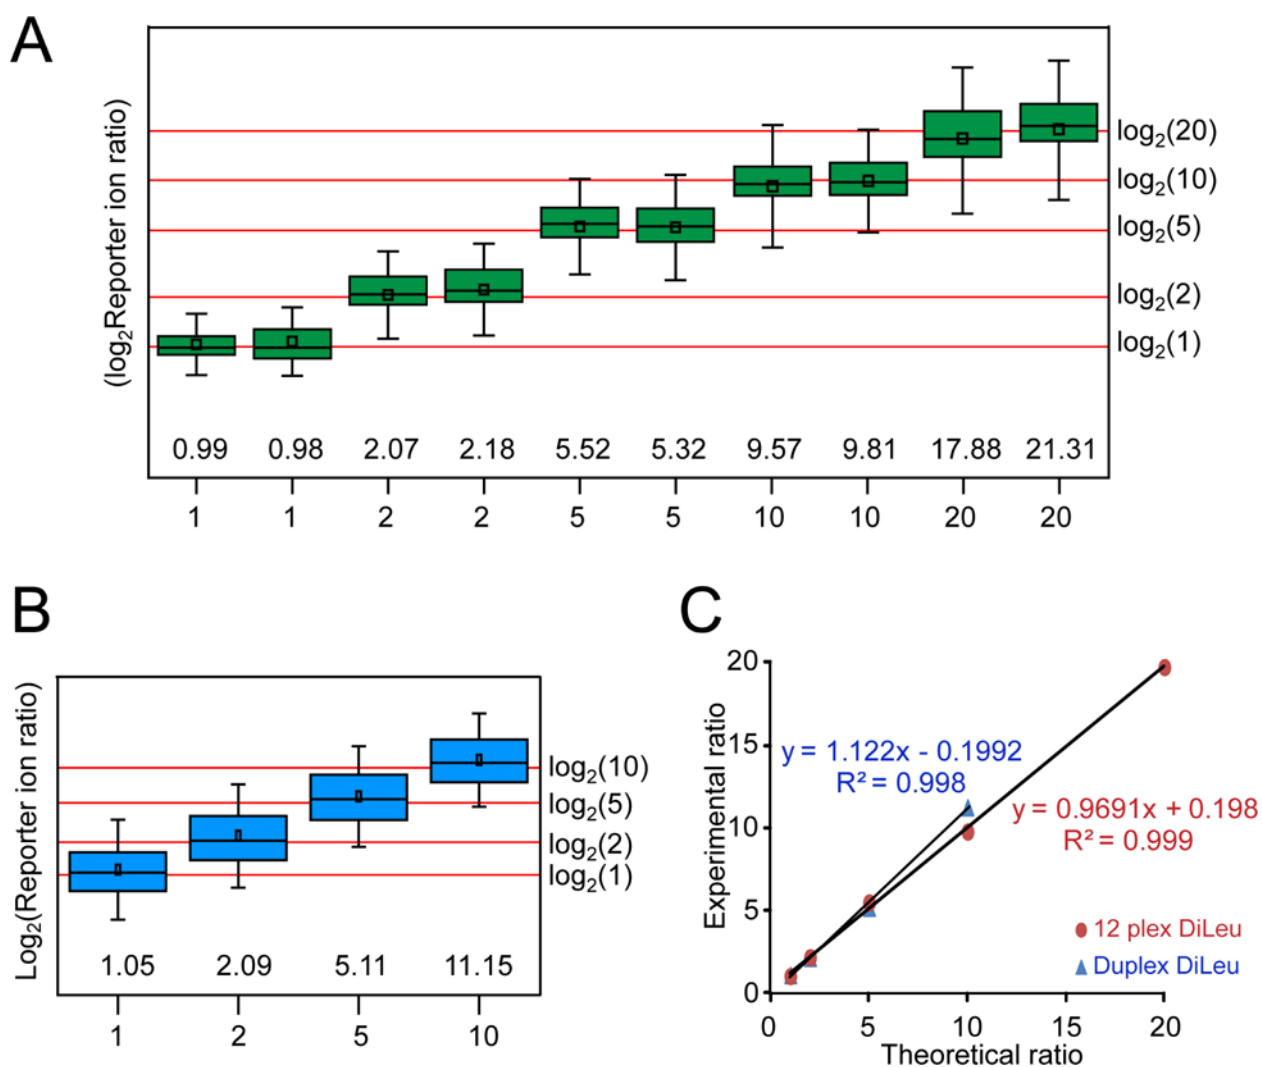 A
(log₂Reporter ion ratio)
log₂(20)
log₂(10)
log₂(5)
log₂(2)
log₂(1)
0.99 0.98 2.07 2.18 5.52 5.32 9.57 9.81 17.88 21.31
1 1 2 2 5 5 10 10 20 20
B
Log₂(Reporter ion ratio)
log₂(10)
log₂(5)
log₂(2)
log₂(1)
1.05 2.09 5.11 11.15
1 2 5 10
C
Experimental ratio
20
15
10
5
0
y = 1.122x - 0.1992
R² = 0.998
y = 0.9691x + 0.198
R² = 0.999
12 plex DiLeu
Duplex DiLeu
0 5 10 15 20
Theoretical ratio